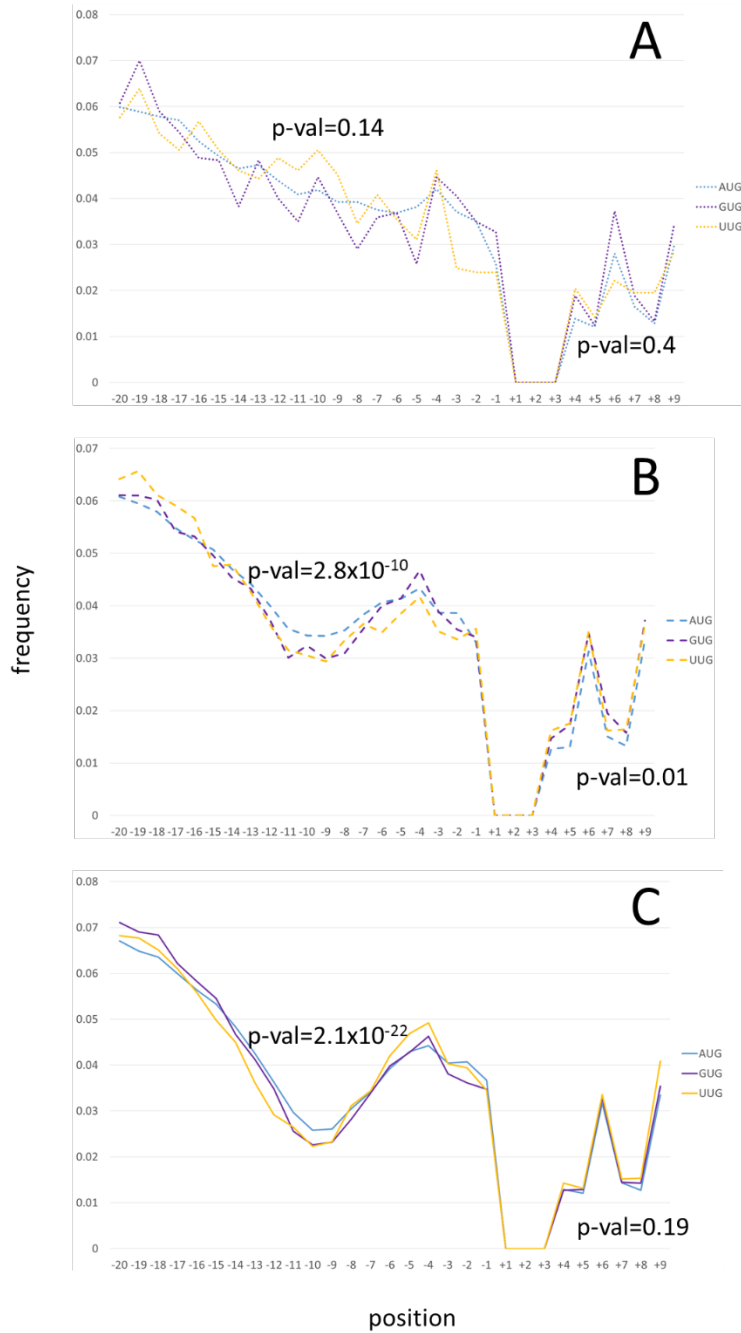 A
0.08
0.07
0.06
0.05
0.04
0.03
0.02
0.01
0
p-val=0.14
p-val=0.4
AUG
GUG
UUG
-20 -19 -18 -17 -16 -15 -14 -13 -12 -11 -10 -9 -8 -7 -6 -5 -4 -3 -2 -1 +1 +2 +3 +4 +5 +6 +7 +8 +9
B
0.07
0.06
0.05
0.04
0.03
0.02
0.01
0
p-val=2.8x10-10
p-val=0.01
AUG
GUG
UUG
-20 -19 -18 -17 -16 -15 -14 -13 -12 -11 -10 -9 -8 -7 -6 -5 -4 -3 -2 -1 +1 +2 +3 +4 +5 +6 +7 +8 +9
frequency
C
0.08
0.07
0.06
0.05
0.04
0.03
0.02
0.01
0
p-val=2.1x10-22
p-val=0.19
AUG
GUG
UUG
-20 -19 -18 -17 -16 -15 -14 -13 -12 -11 -10 -9 -8 -7 -6 -5 -4 -3 -2 -1 +1 +2 +3 +4 +5 +6 +7 +8 +9
position